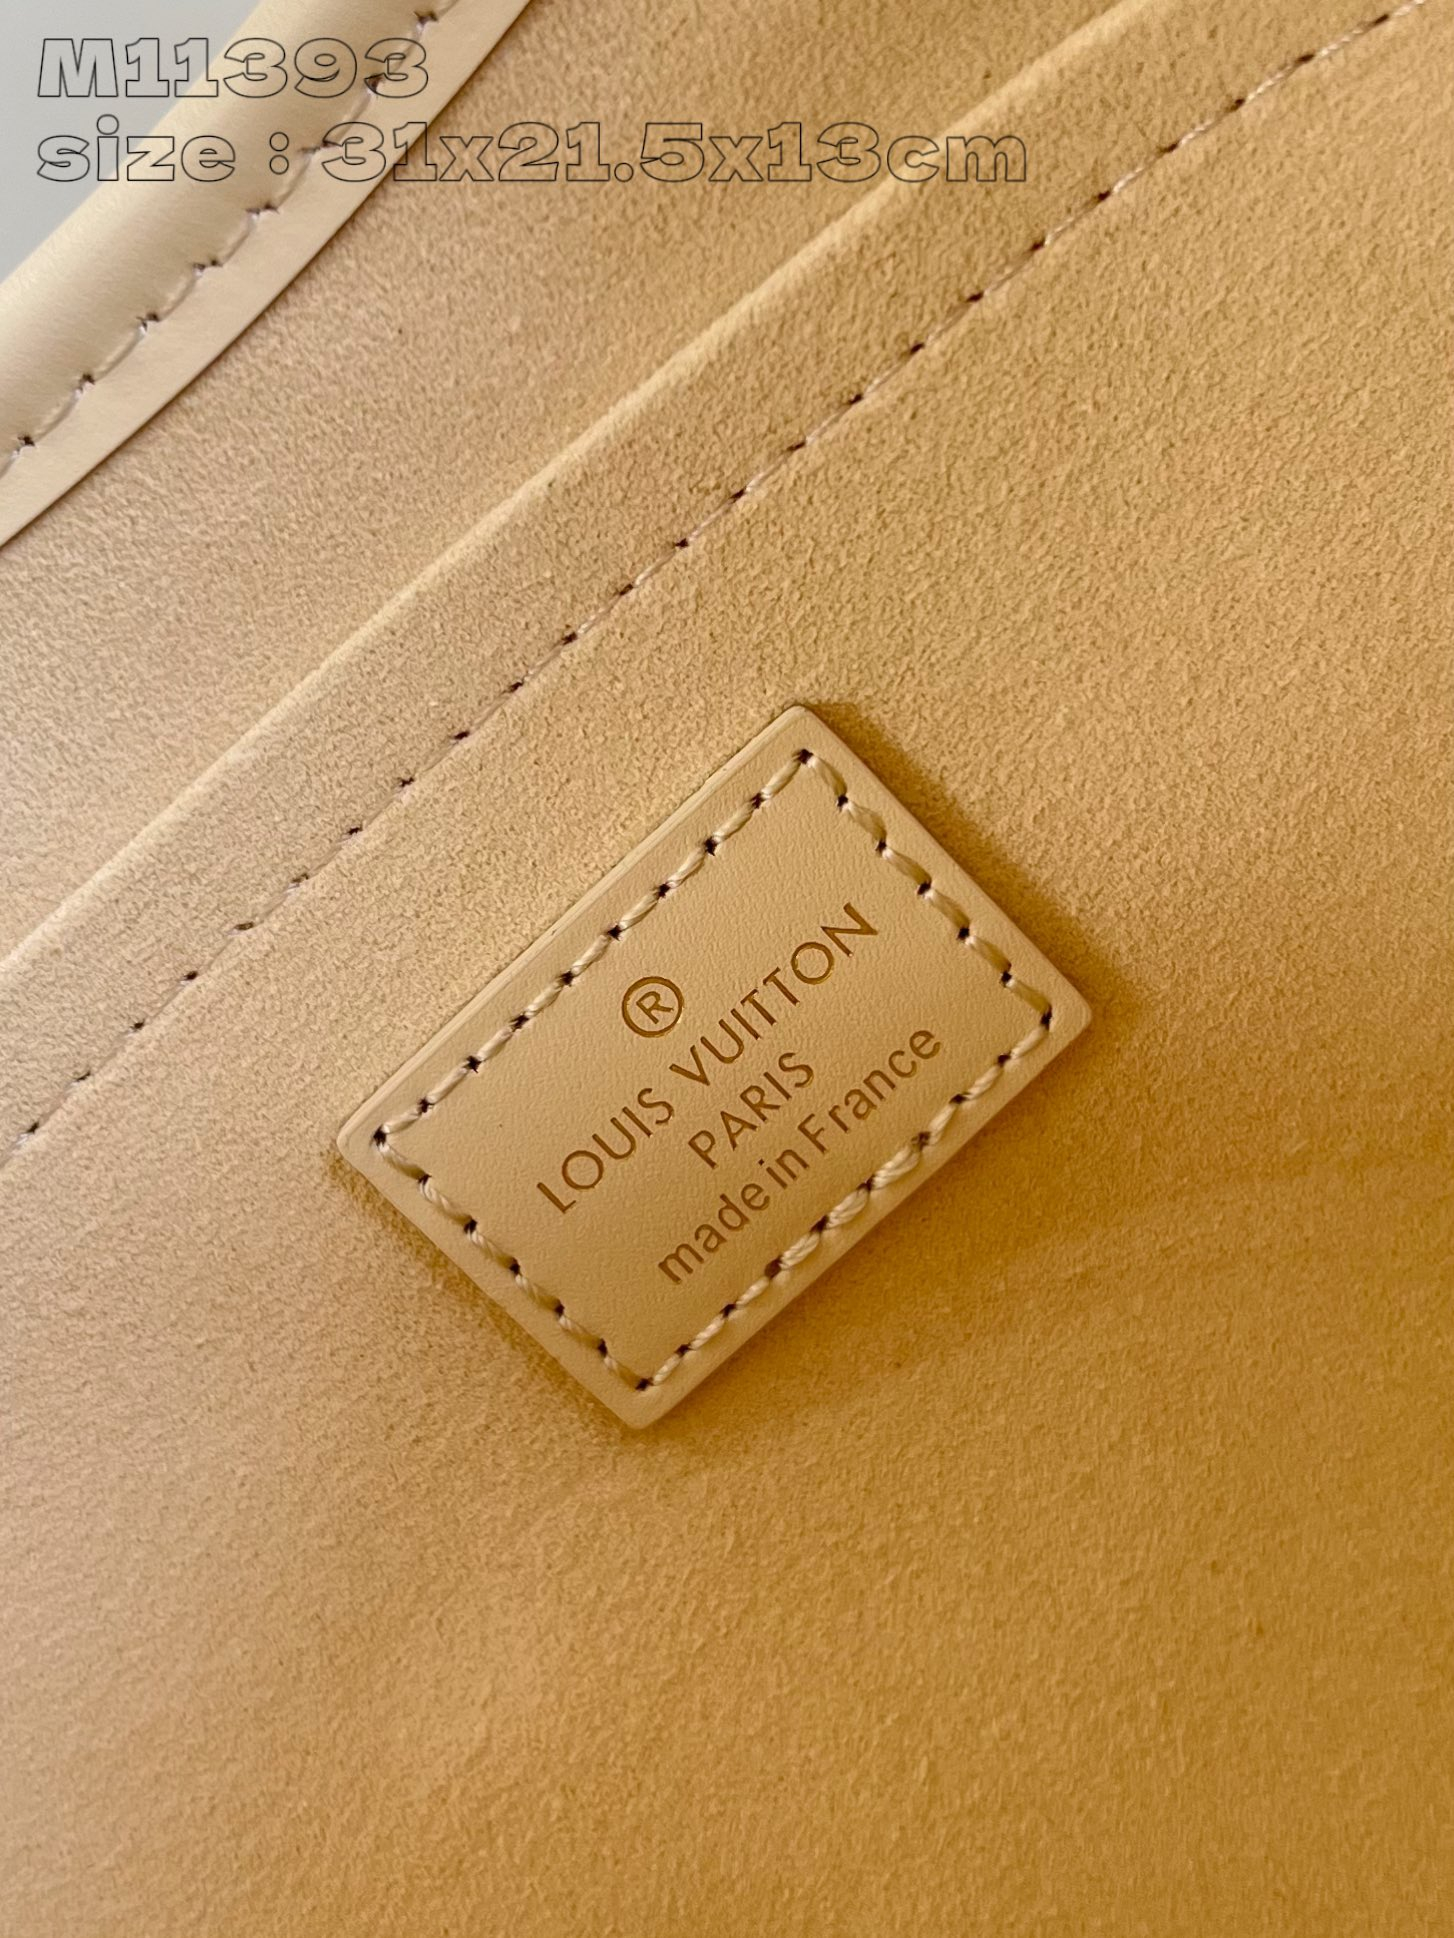 M11393
size : 31x21.5x13cm
®
LOUIS VUITTON
PARIS
made in France